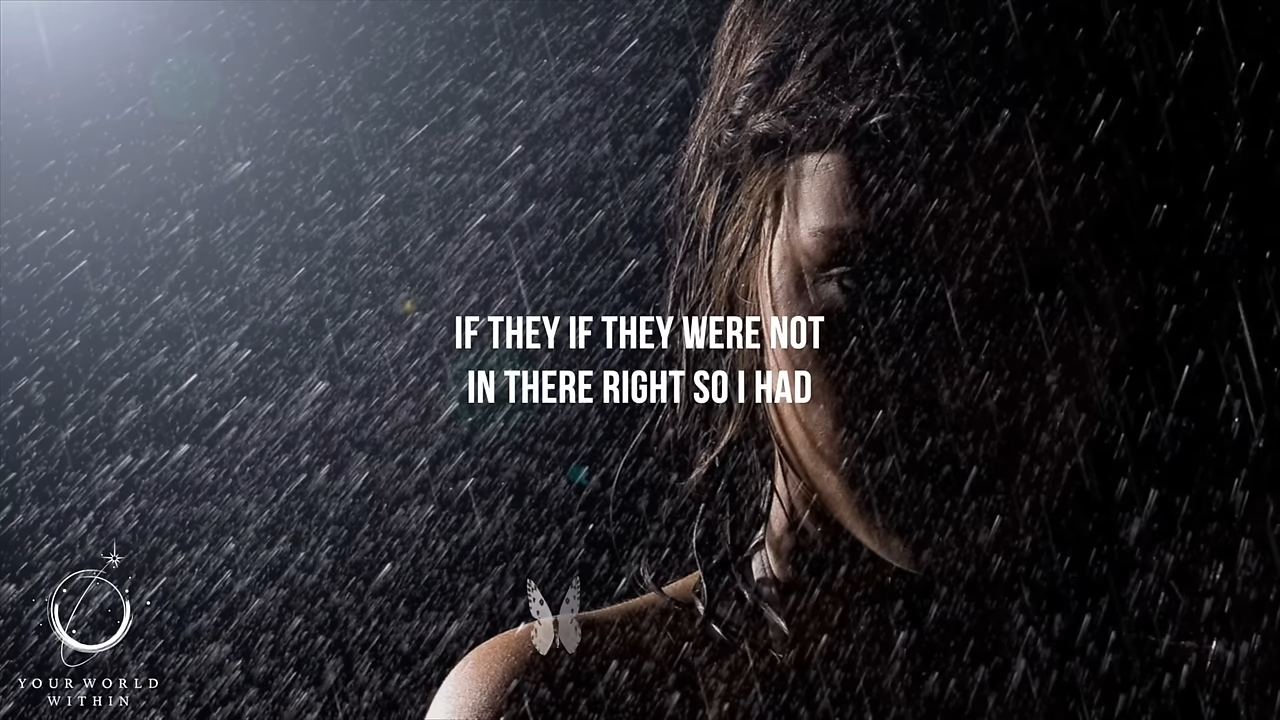 IF THEY IF THEY WERE NOT
IN THERE RIGHT SO I HAD
YOUR WORLD
WITHIN